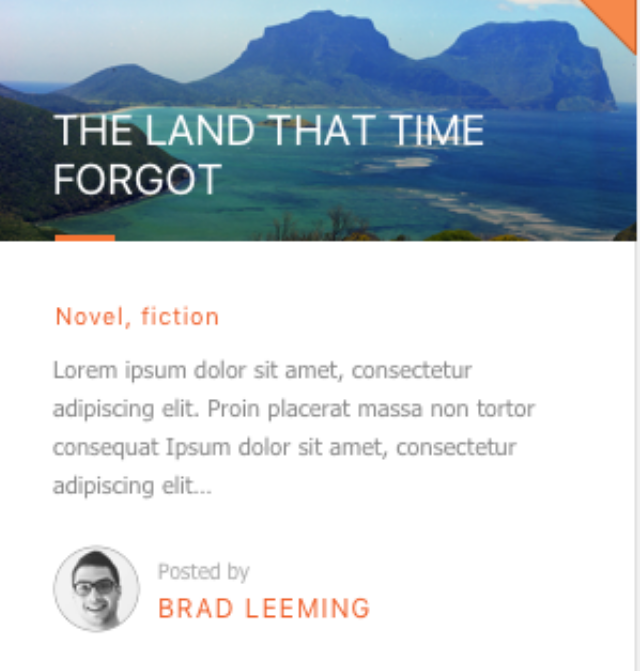 THE LAND THAT TIME
FORGOT
Novel, fiction
Lorem ipsum dolor sit amet, consectetur
adipiscing elit. Proin placerat massa non tortor
consequat Ipsum dolor sit amet, consectetur
adipiscing elit...
Posted by
BRAD LEEMING